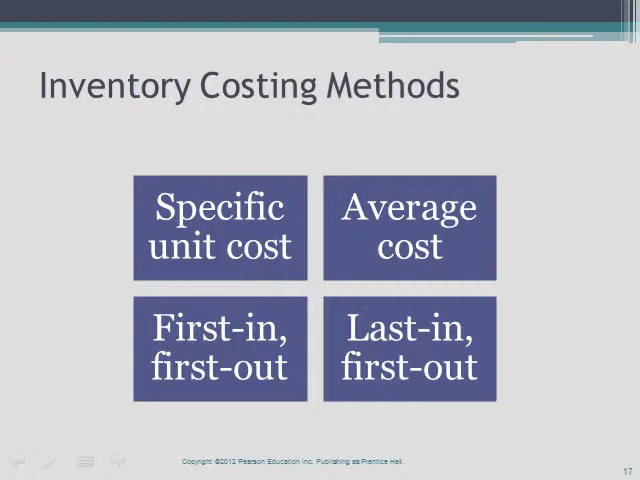 Inventory Costing Methods
Specific
unit cost
Average
cost
First-in,
first-out
Last-in,
first-out
Copyright ©2012 Pearson Education Inc. Publishing as Prentice Hall.
17